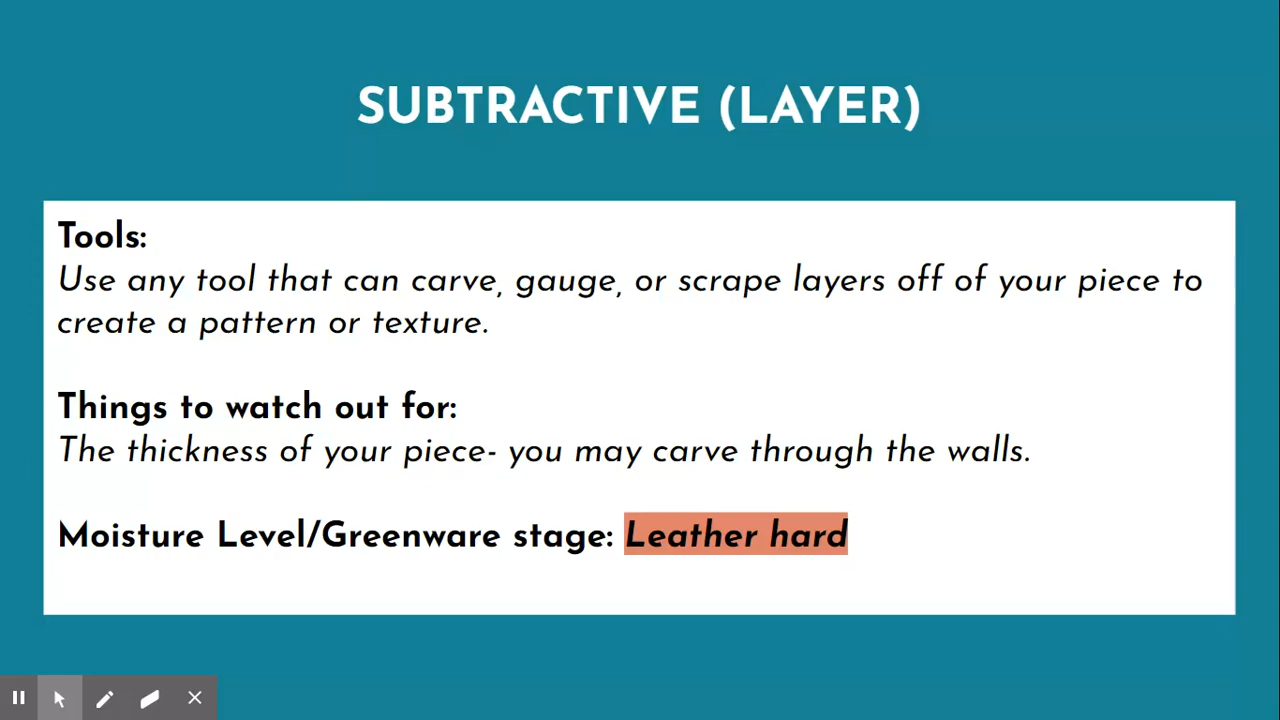 SUBTRACTIVE (LAYER)
Tools:
Use any tool that can carve, gauge, or scrape layers off of your piece to
create a pattern or texture.
Things to watch out for:
The thickness of your piece- you may carve through the walls.
Moisture Level/Greenware stage: Leather hard